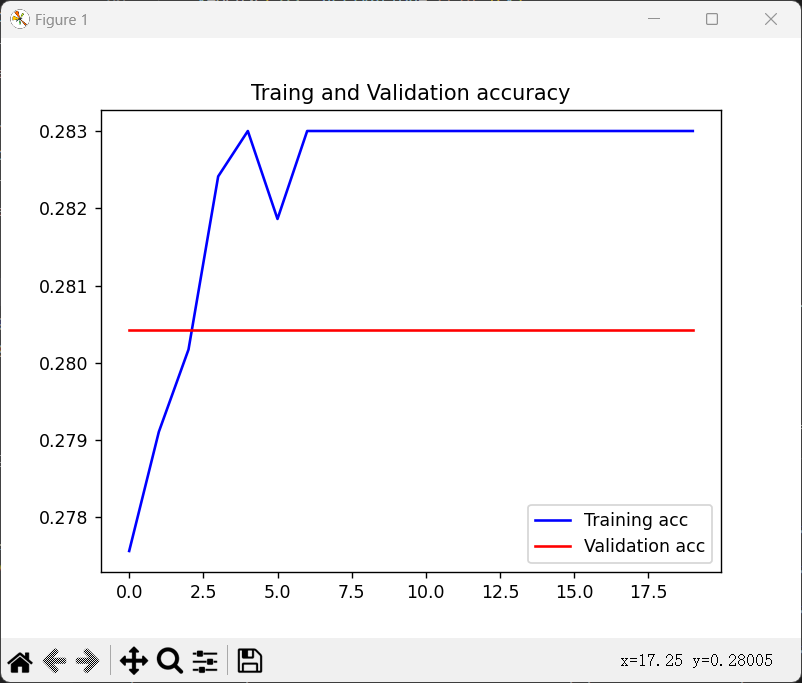 Figure 1
Traing and Validation accuracy
0.283
0.282
0.281
0.280
0.279
0.278
Training acc
Validation acc
0.0 2.5 5.0 7.5 10.0 12.5 15.0 17.5
x=17.25 y=0.28005